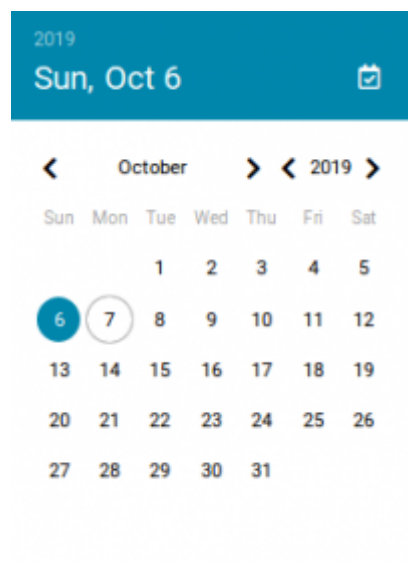 2019
Sun, Oct 6
October 2019
Sun Mon Tue Wed Thu Fri Sat
1 2 3 4 5
6 7 8 9 10 11 12
13 14 15 16 17 18 19
20 21 22 23 24 25 26
27 28 29 30 31